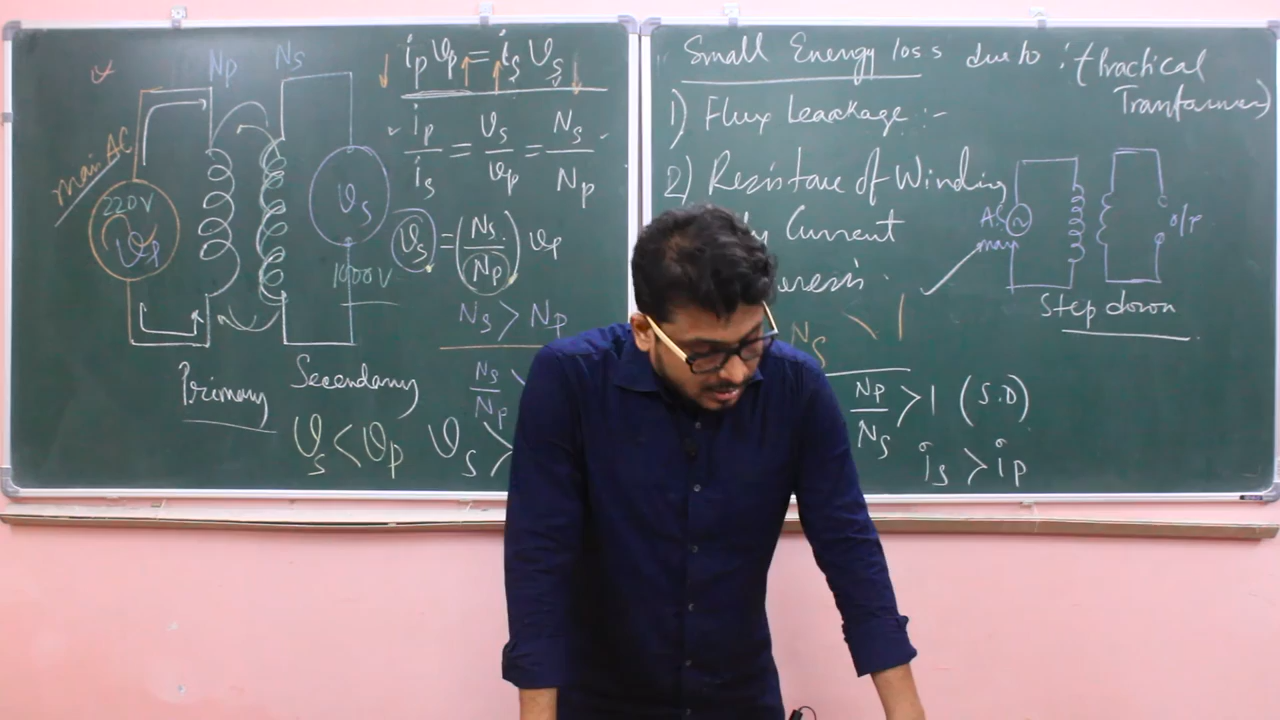 Np Ns
main AC
220V
Vp
Vs
1000V
Primary
Secondary
Vs < Vp
Vs >
ip Vp = is Vs
ip / is = Vs / Vp = Ns / Np
Vs = (Ns / Np) Vp
Ns > Np
Ns / Np
Small Energy loss due to : (Practical
Tranformer)
1) Flux Leakage :-
2) Resistance of Winding
Current
A.C
main
o/p
Step down
Ns
Np / Ns > 1 (S.D)
is > ip